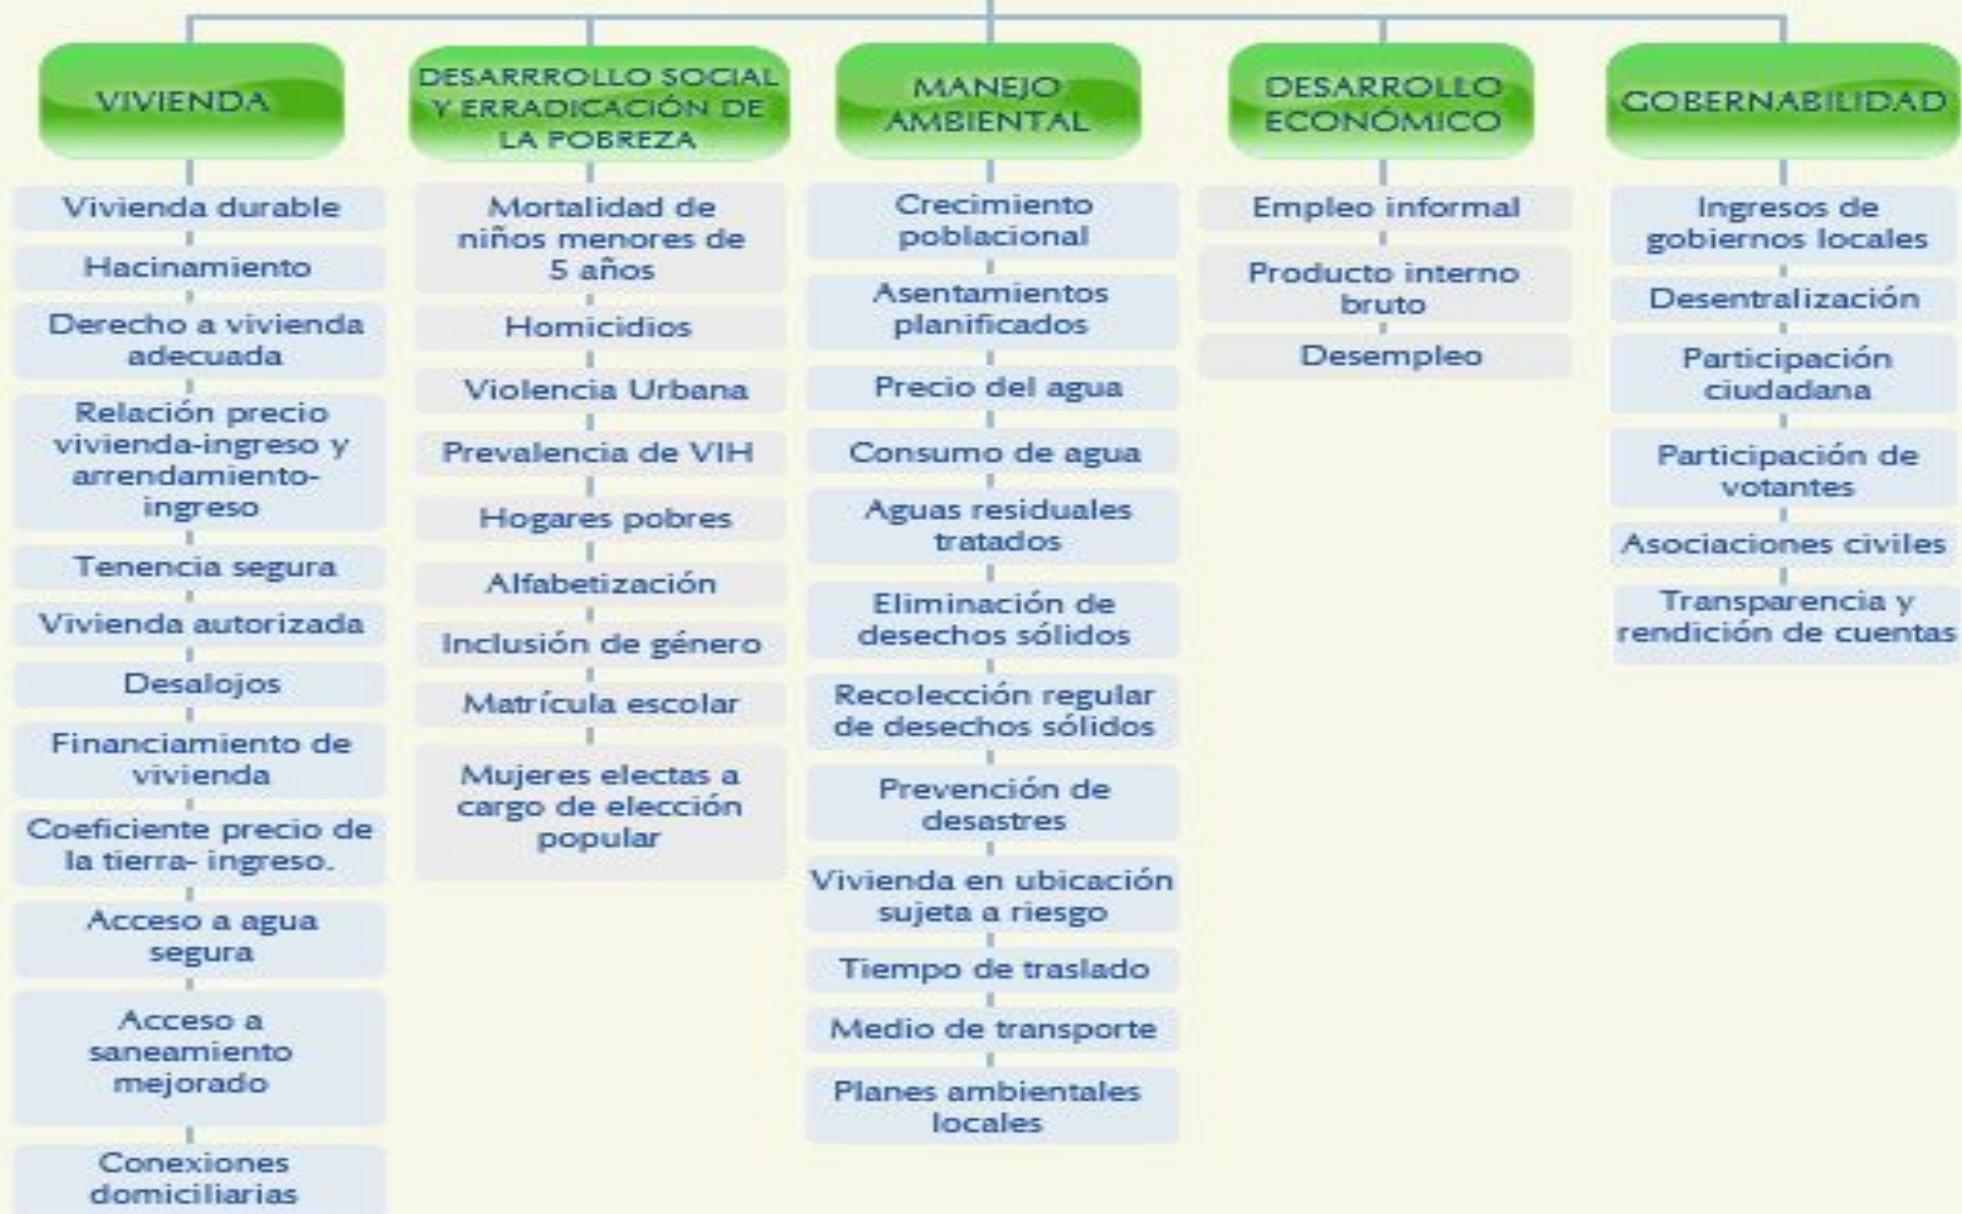 VIVIENDA
Vivienda durable
Hacinamiento
Derecho a vivienda
adecuada
Relación precio
vivienda-ingreso y
arrendamiento-
ingreso
Tenencia segura
Vivienda autorizada
Desalojos
Financiamiento de
vivienda
Coeficiente precio de
la tierra- ingreso.
Acceso a agua
segura
Acceso a
saneamiento
mejorado
Conexiones
domiciliarias
DESARRROLLO SOCIAL
Y ERRADICACIÓN DE
LA POBREZA
Mortalidad de
niños menores de
5 años
Homicidios
Violencia Urbana
Prevalencia de VIH
Hogares pobres
Alfabetización
Inclusión de género
Matrícula escolar
Mujeres electas a
cargo de elección
popular
MANEJO
AMBIENTAL
Crecimiento
poblacional
Asentamientos
planificados
Precio del agua
Consumo de agua
Aguas residuales
tratados
Eliminación de
desechos sólidos
Recolección regular
de desechos sólidos
Prevención de
desastres
Vivienda en ubicación
sujeta a riesgo
Tiempo de traslado
Medio de transporte
Planes ambientales
locales
DESARROLLO
ECONÓMICO
Empleo informal
Producto interno
bruto
Desempleo
GOBERNABILIDAD
Ingresos de
gobiernos locales
Desentralización
Participación
ciudadana
Participación de
votantes
Asociaciones civiles
Transparencia y
rendición de cuentas